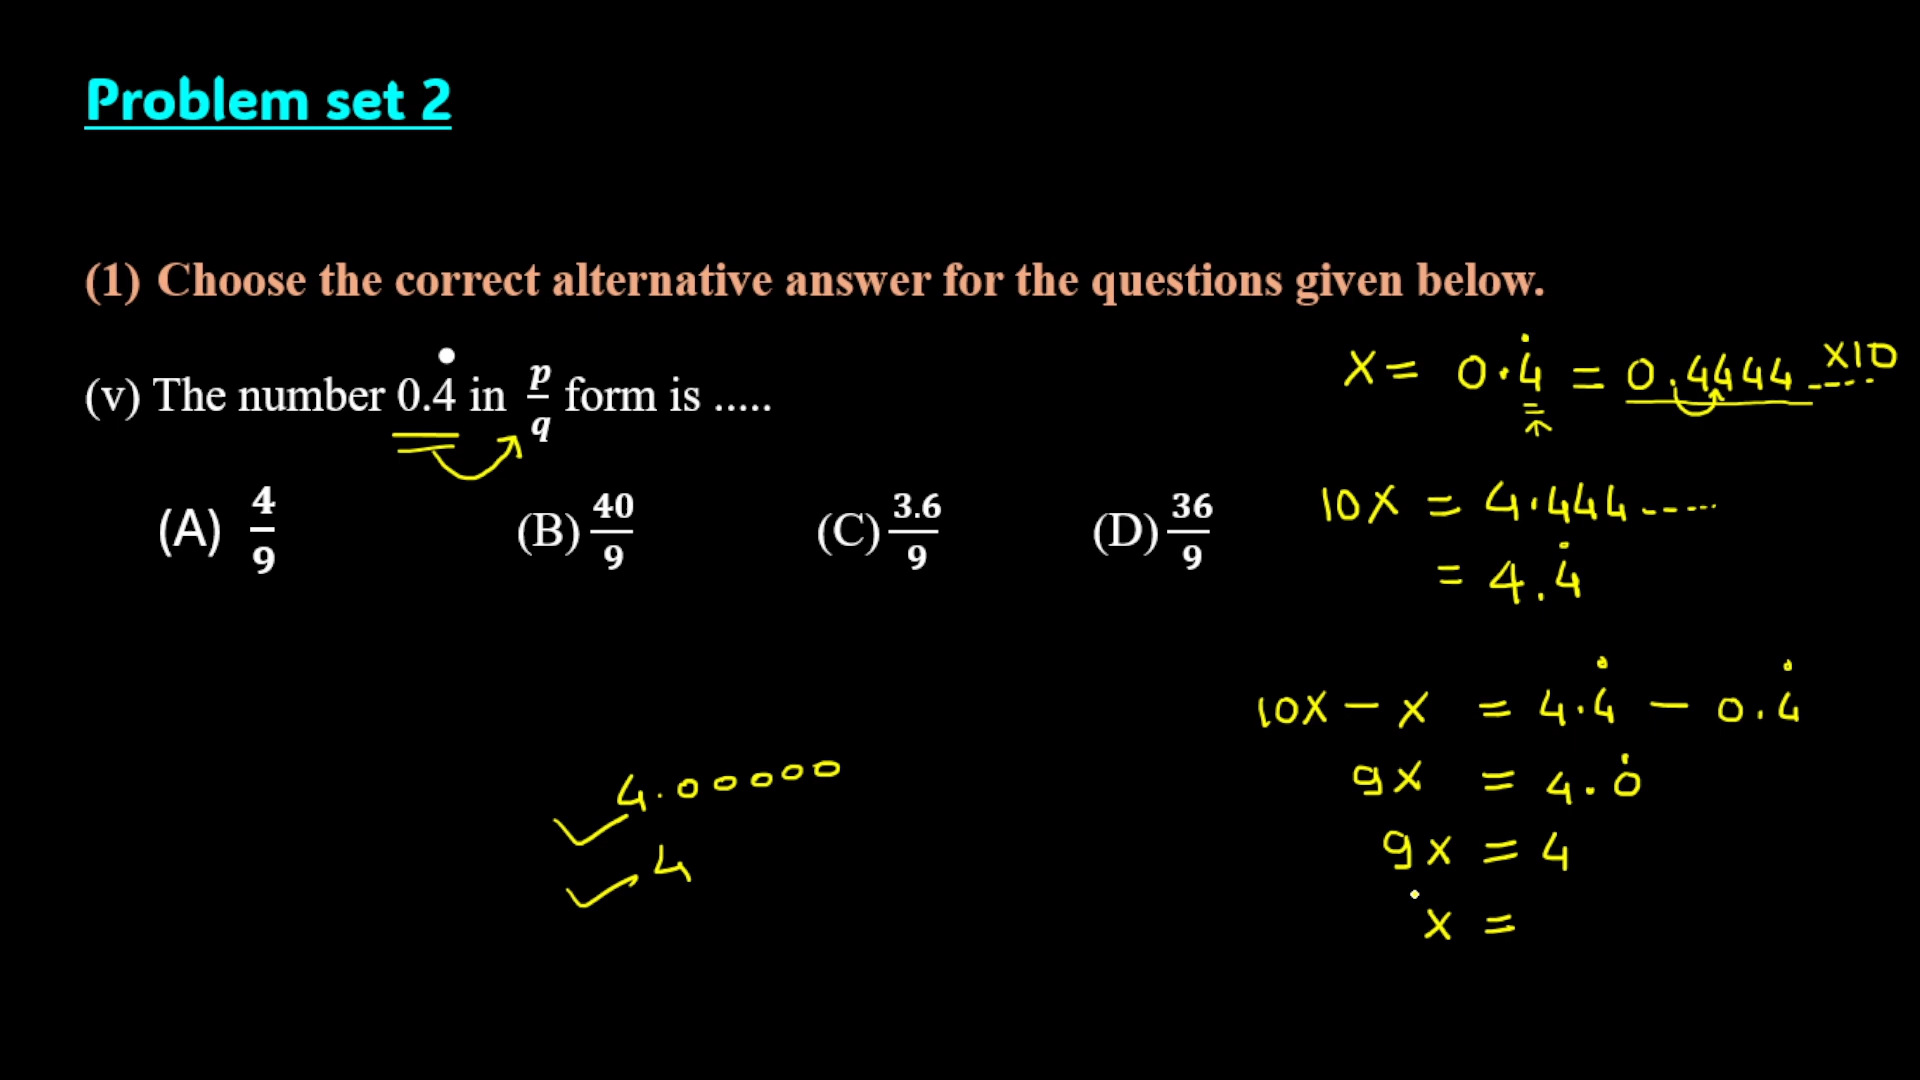 Problem set 2
(1) Choose the correct alternative answer for the questions given below.
(v) The number 0.4̇ in p/q form is .....
(A) 4/9 (B) 40/9 (C) 3.6/9 (D) 36/9
x = 0.4̇ = 0.4444 ----- ×10
10x = 4.444-----
= 4.4̇
10x - x = 4.4̇ - 0.4̇
9x = 4.0̇
9x = 4
x =
4.00000
4